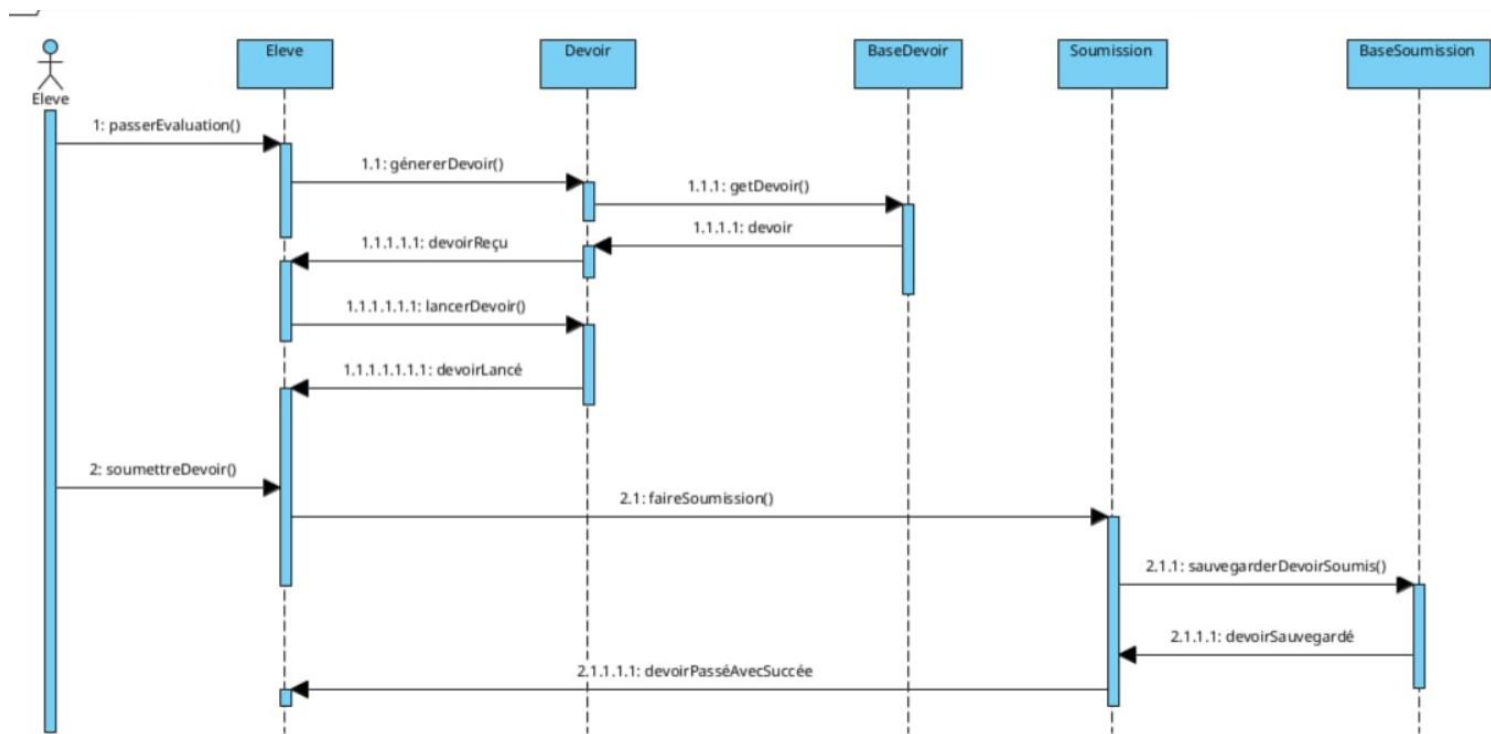 Eleve
Devoir
BaseDevoir
Soumission
BaseSoumission
Eleve
1: passerEvaluation()
1.1: génererDevoir()
1.1.1: getDevoir()
1.1.1.1: devoir
1.1.1.1.1: devoirReçu
1.1.1.1.1.1: lancerDevoir()
1.1.1.1.1.1.1: devoirLancé
2: soumettreDevoir()
2.1: faireSoumission()
2.1.1: sauvegarderDevoirSoumis()
2.1.1.1: devoirSauvegardé
2.1.1.1.1: devoirPasséAvecSuccée